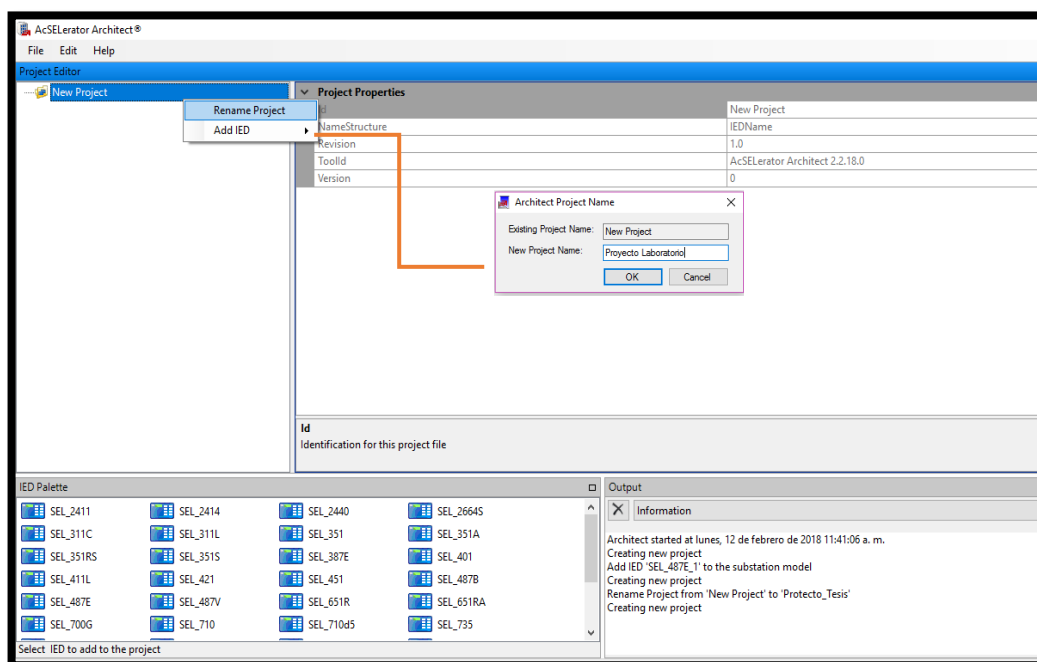 AcSELerator Architect®
File Edit Help
Project Editor
New Project
Rename Project
Add IED
Project Properties
Id New Project
NameStructure IEDName
Revision 1.0
ToolId AcSELerator Architect 2.2.18.0
Version 0
Architect Project Name
Existing Project Name: New Project
New Project Name: Proyecto Laboratorio
OK Cancel
Id
Identification for this project file
IED Palette
SEL_2411 SEL_2414 SEL_2440 SEL_2664S
SEL_311C SEL_311L SEL_351 SEL_351A
SEL_351RS SEL_351S SEL_387E SEL_401
SEL_411L SEL_421 SEL_451 SEL_487B
SEL_487E SEL_487V SEL_651R SEL_651RA
SEL_700G SEL_710 SEL_710d5 SEL_735
Select IED to add to the project
Output
Information
Architect started at lunes, 12 de febrero de 2018 11:41:06 a. m.
Creating new project
Add IED 'SEL_487E_1' to the substation model
Creating new project
Rename Project from 'New Project' to 'Protecto_Tesis'
Creating new project